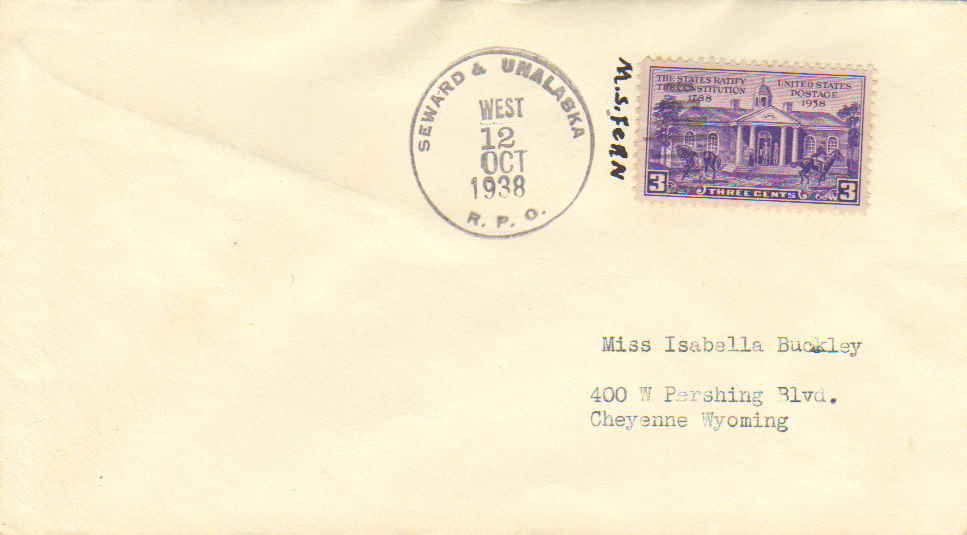 SEWARD & UNALASKA
WEST
12
OCT
1938
R. P. O.
M.S. FERN
THE STATES RATIFY
THE CONSTITUTION
1788
UNITED STATES
POSTAGE
1938
3 THREE CENTS 3
Miss Isabella Buckley
400 W Pershing Blvd.
Cheyenne Wyoming